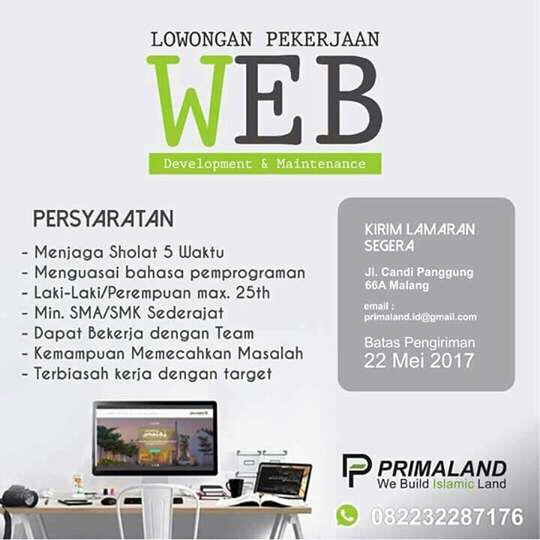 LOWONGAN PEKERJAAN
WEB
Development & Maintenance
PERSYARATAN
- Menjaga Sholat 5 Waktu
- Menguasai bahasa pemprograman
- Laki-Laki/Perempuan max. 25th
- Min. SMA/SMK Sederajat
- Dapat Bekerja dengan Team
- Kemampuan Memecahkan Masalah
- Terbiasah kerja dengan target
KIRIM LAMARAN
SEGERA
Jl. Candi Panggung
66A Malang
email :
primaland.id@gmail.com
Batas Pengiriman
22 Mei 2017
PRIMALAND
We Build Islamic Land
082232287176